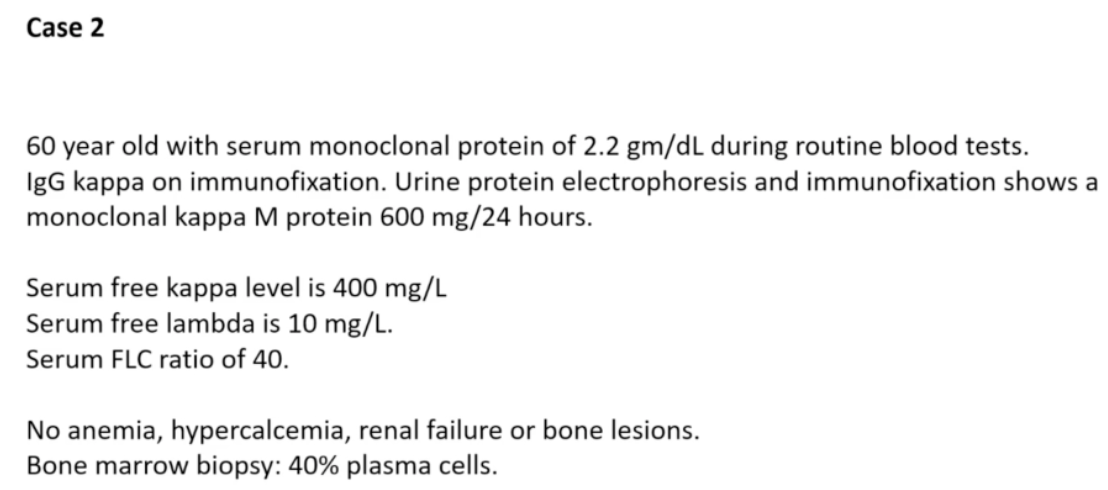 Case 2
60 year old with serum monoclonal protein of 2.2 gm/dL during routine blood tests.
IgG kappa on immunofixation. Urine protein electrophoresis and immunofixation shows a
monoclonal kappa M protein 600 mg/24 hours.
Serum free kappa level is 400 mg/L
Serum free lambda is 10 mg/L.
Serum FLC ratio of 40.
No anemia, hypercalcemia, renal failure or bone lesions.
Bone marrow biopsy: 40% plasma cells.